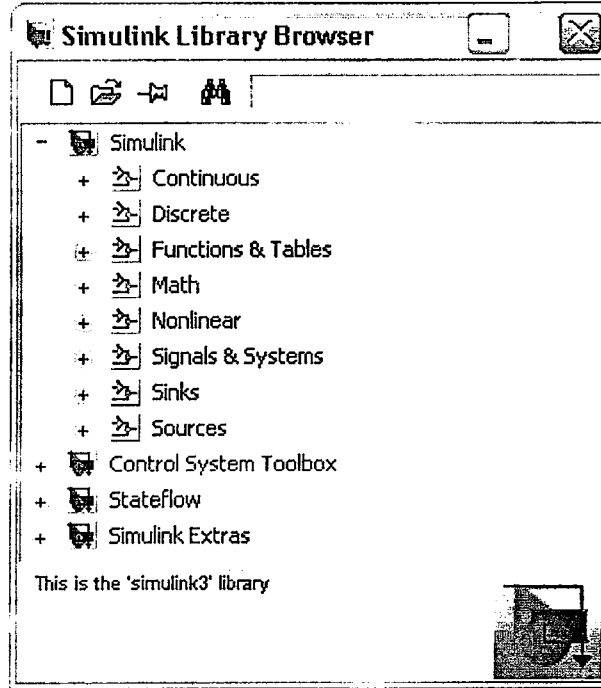 Simulink Library Browser
Simulink
Continuous
Discrete
Functions & Tables
Math
Nonlinear
Signals & Systems
Sinks
Sources
Control System Toolbox
Stateflow
Simulink Extras
This is the 'simulink3' library